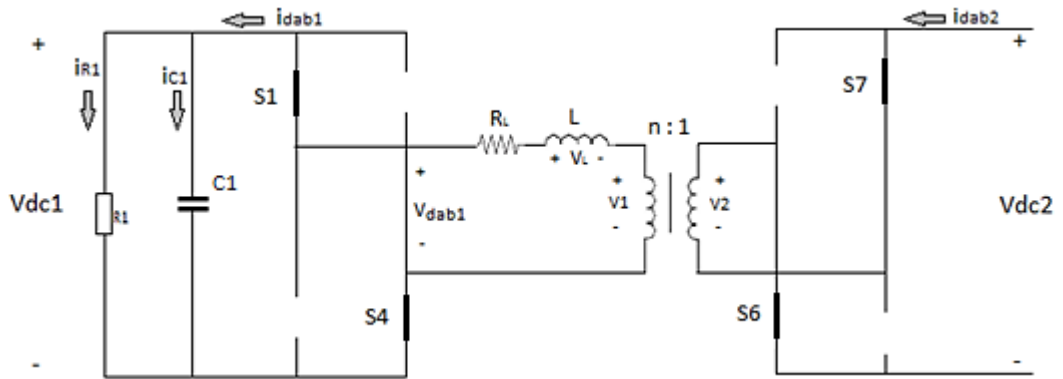 idab1
idab2
+
+
iR1
iC1
S1
S7
RL
L
n : 1
+ VL -
Vdc1
R1
C1
+
Vdab1
-
+
V1
-
+
V2
-
Vdc2
S4
S6
-
-